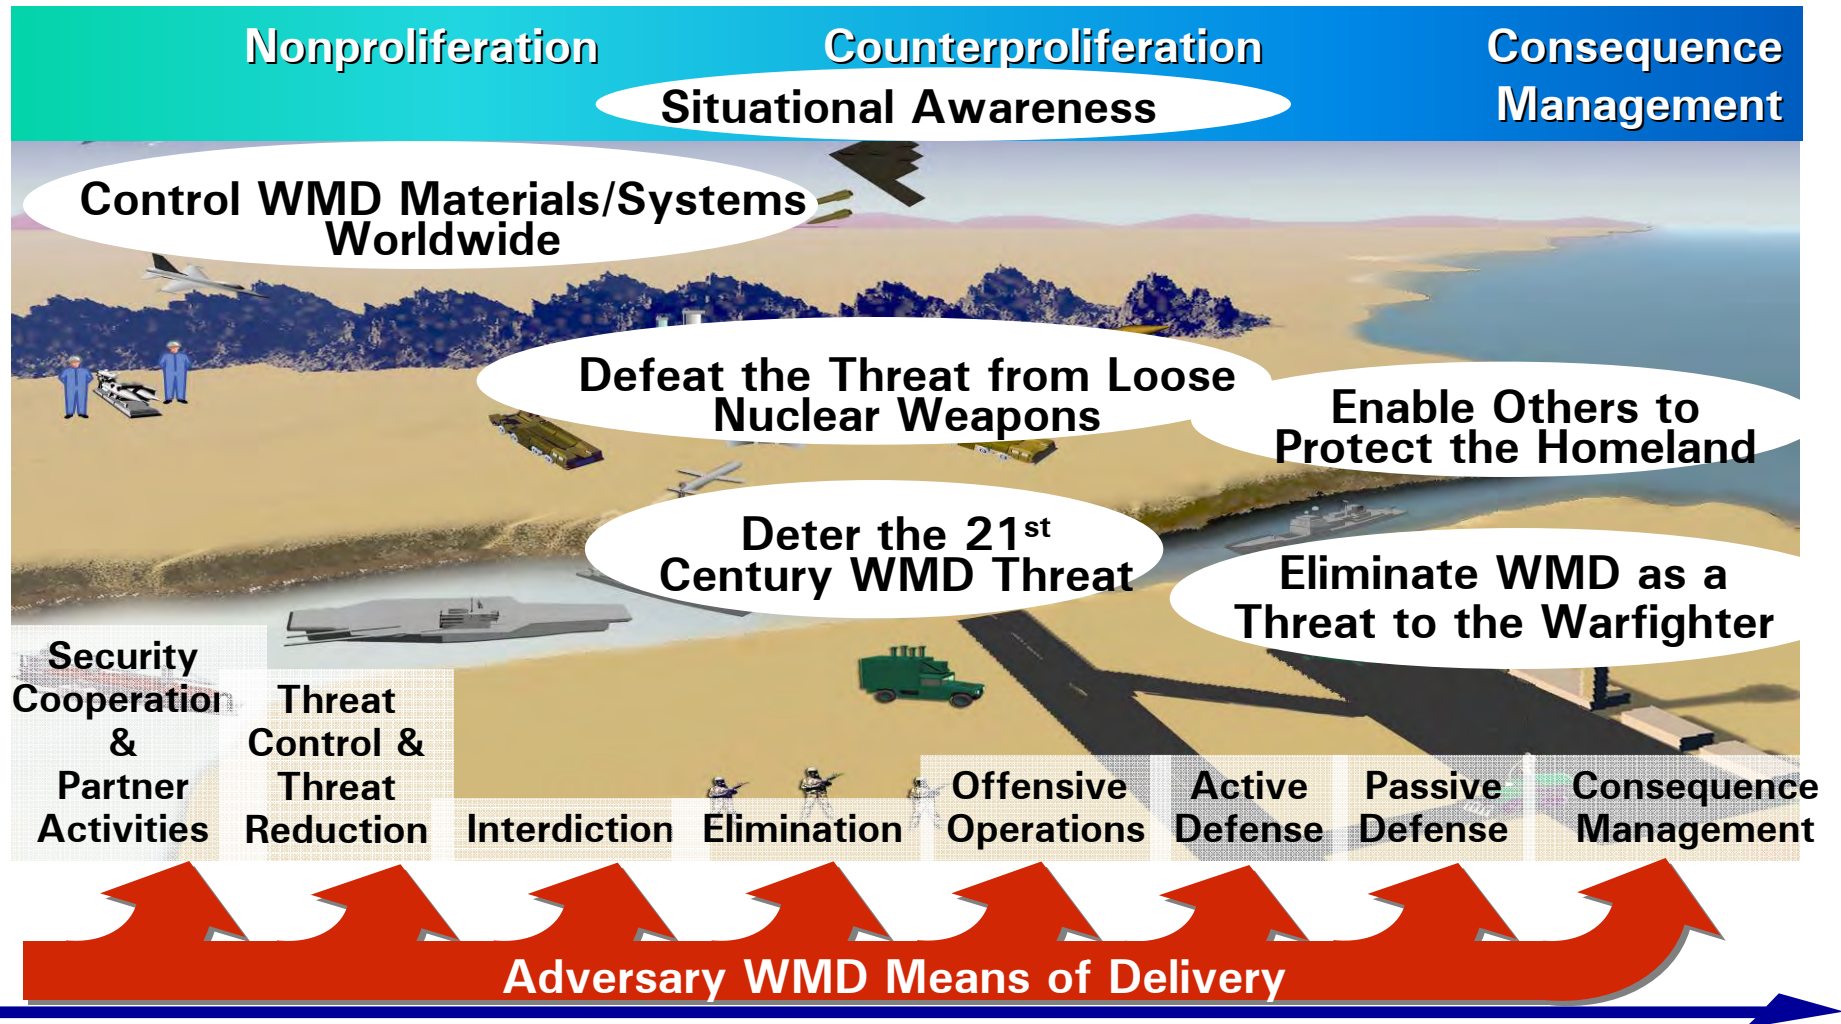 Nonproliferation
Counterproliferation
Consequence
Management
Situational Awareness
Control WMD Materials/Systems
Worldwide
Defeat the Threat from Loose
Nuclear Weapons
Enable Others to
Protect the Homeland
Deter the 21st
Century WMD Threat
Eliminate WMD as a
Threat to the Warfighter
Security
Cooperation
&
Partner
Activities
Threat
Control &
Threat
Reduction
Interdiction
Elimination
Offensive
Operations
Active
Defense
Passive
Defense
Consequence
Management
Adversary WMD Means of Delivery